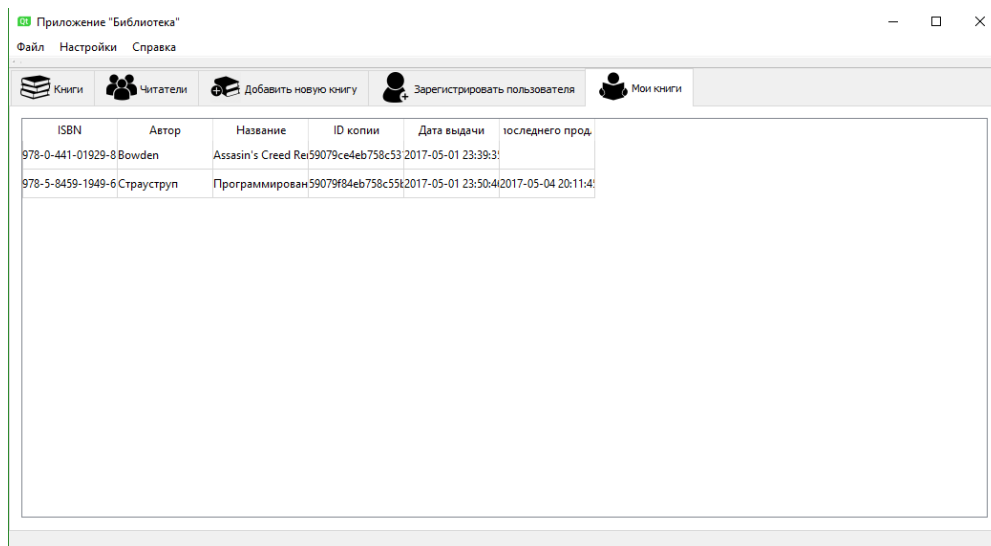 Qt Приложение "Библиотека"
Файл Настройки Справка
Книги Читатели Добавить новую книгу Зарегистрировать пользователя Мои книги
ISBN Автор Название ID копии Дата выдачи последнего прод.
978-0-441-01929-8 Bowden Assasin's Creed Re 59079ce4eb758c53 2017-05-01 23:39:3
978-5-8459-1949-6 Страуструп Программирован 59079f84eb758c55 2017-05-01 23:50:4 2017-05-04 20:11:4